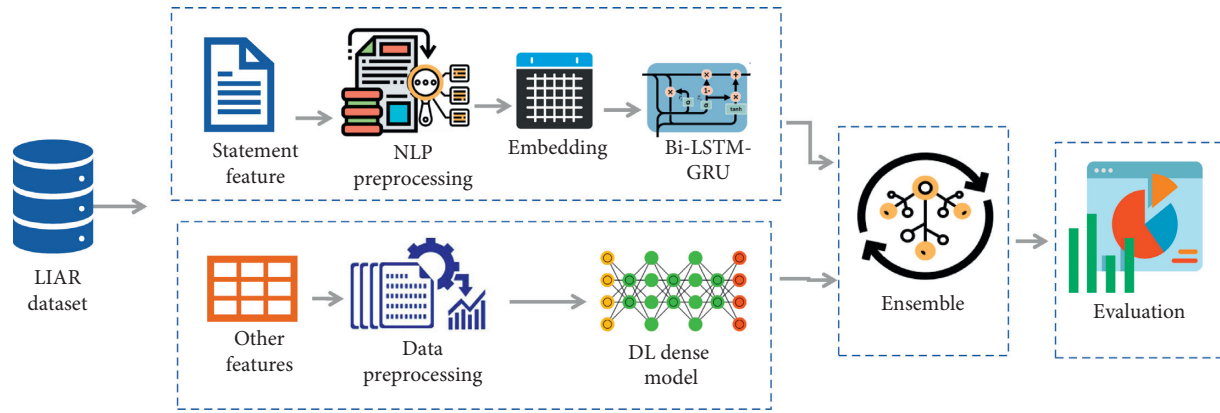 LIAR
dataset
Statement
feature
NLP
preprocessing
Embedding
Bi-LSTM-
GRU
tanh
Other
features
Data
preprocessing
DL dense
model
Ensemble
Evaluation